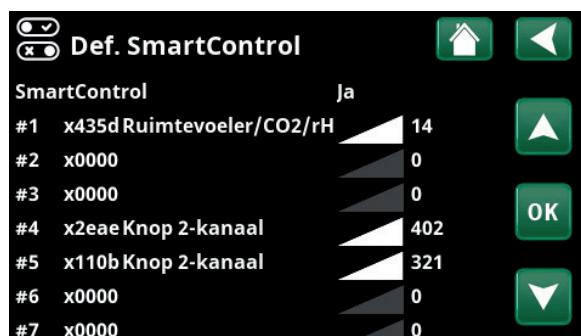 Def. SmartControl
SmartControl Ja
#1 x435d Ruimtevoeler/CO2/rH 14
#2 x0000 0
#3 x0000 0
#4 x2eae Knop 2-kanaal 402
#5 x110b Knop 2-kanaal 321
#6 x0000 0
#7 x0000 0
OK